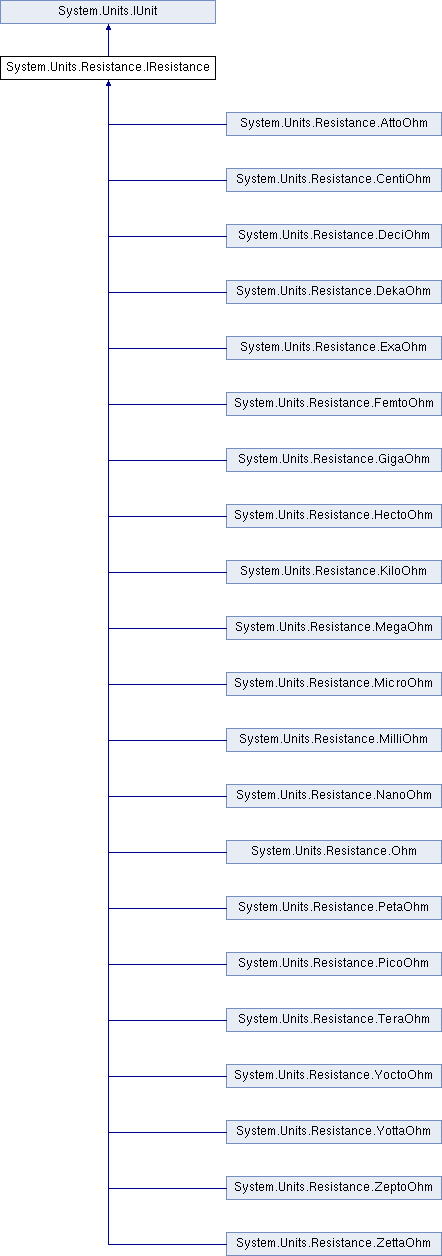 System.Units.IUnit
System.Units.Resistance.IResistance
System.Units.Resistance.AttoOhm
System.Units.Resistance.CentiOhm
System.Units.Resistance.DeciOhm
System.Units.Resistance.DekaOhm
System.Units.Resistance.ExaOhm
System.Units.Resistance.FemtoOhm
System.Units.Resistance.GigaOhm
System.Units.Resistance.HectoOhm
System.Units.Resistance.KiloOhm
System.Units.Resistance.MegaOhm
System.Units.Resistance.MicroOhm
System.Units.Resistance.MilliOhm
System.Units.Resistance.NanoOhm
System.Units.Resistance.Ohm
System.Units.Resistance.PetaOhm
System.Units.Resistance.PicoOhm
System.Units.Resistance.TeraOhm
System.Units.Resistance.YoctoOhm
System.Units.Resistance.YottaOhm
System.Units.Resistance.ZeptoOhm
System.Units.Resistance.ZettaOhm